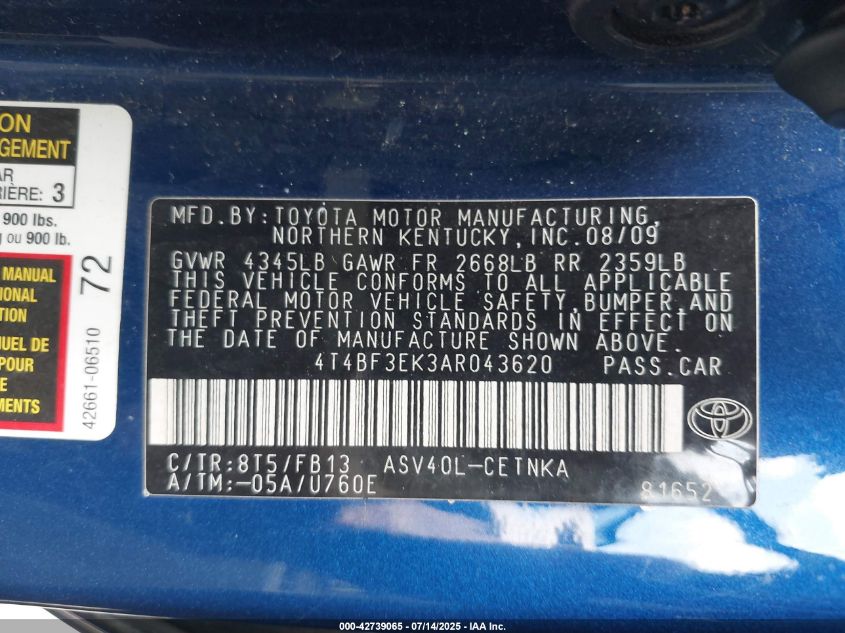 ON
GEMENT
AR
RIÈRE: 3
900 lbs.
g ou 900 lb.
MANUAL
IONAL
TION
NUEL DE
POUR
E
MENTS
42661-06510 72
MFD.BY:TOYOTA MOTOR MANUFACTURING,
NORTHERN KENTUCKY,INC.08/09
GVWR 4345LB GAWR FR 2668LB RR 2359LB
THIS VEHICLE CONFORMS TO ALL APPLICABLE
FEDERAL MOTOR VEHICLE SAFETY,BUMPER,AND
THEFT PREVENTION STANDARDS IN EFFECT ON
THE DATE OF MANUFACTURE SHOWN ABOVE.
4T4BF3EK3AR043620 PASS.CAR
C/TR:8T5/FB13 ASV40L-CETNKA
A/TM:-05A/U760E 81652
000-42739065 - 07/14/2025 - IAA Inc.